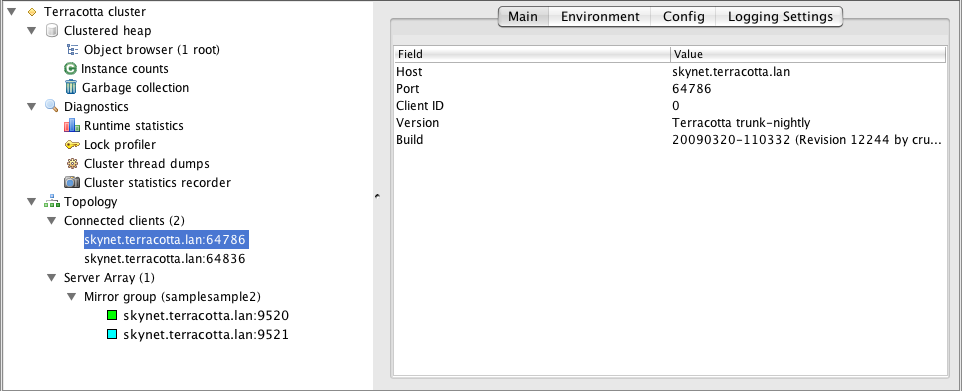 Terracotta cluster
Clustered heap
Object browser (1 root)
Instance counts
Garbage collection
Diagnostics
Runtime statistics
Lock profiler
Cluster thread dumps
Cluster statistics recorder
Topology
Connected clients (2)
skynet.terracotta.lan:64786
skynet.terracotta.lan:64836
Server Array (1)
Mirror group (samplesample2)
skynet.terracotta.lan:9520
skynet.terracotta.lan:9521
Main Environment Config Logging Settings
Field Value
Host skynet.terracotta.lan
Port 64786
Client ID 0
Version Terracotta trunk-nightly
Build 20090320-110332 (Revision 12244 by cru...